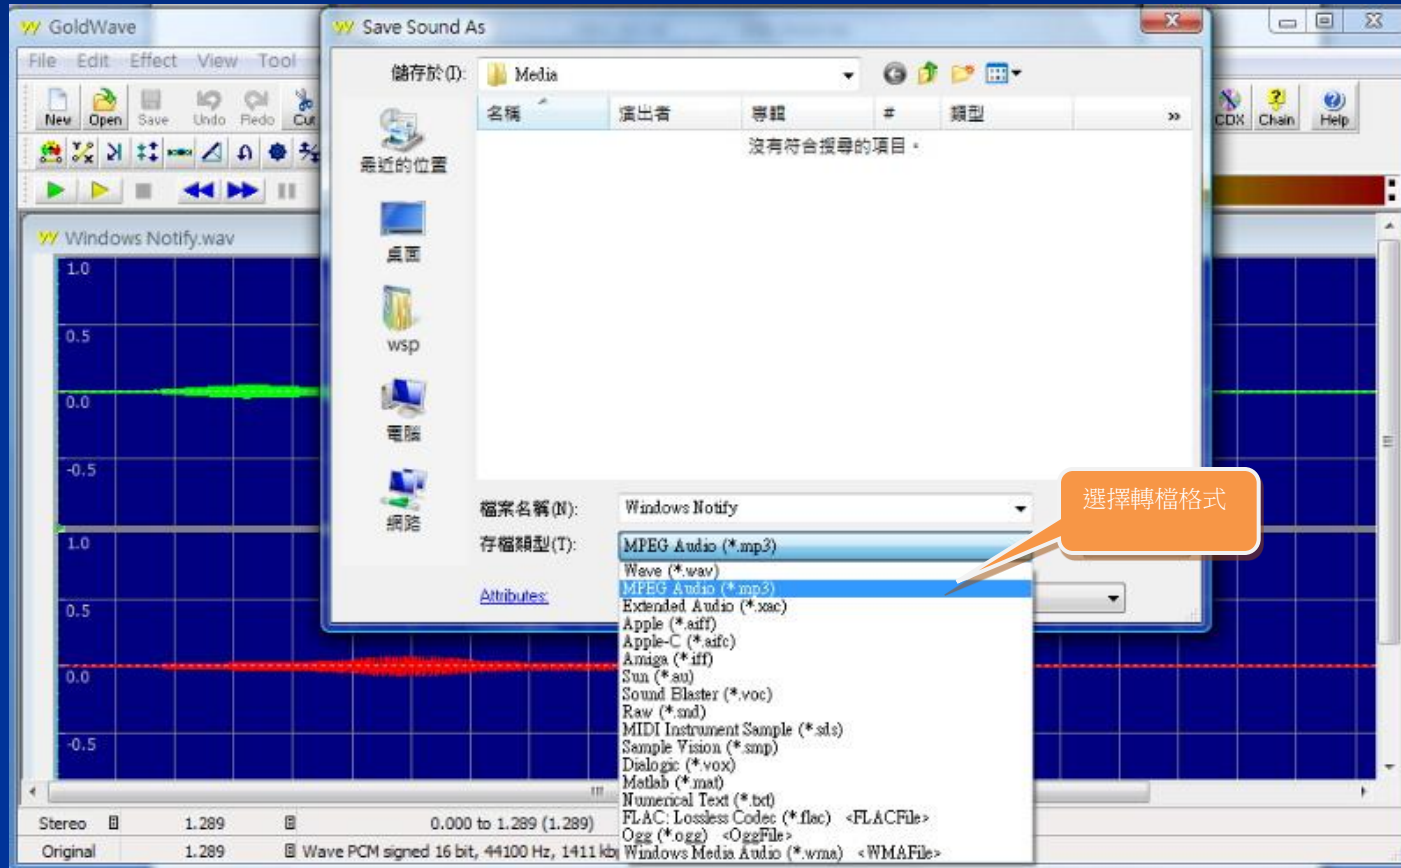 GoldWave
Save Sound As
File Edit Effect View Tool
儲存於(I): Media
New Open Save Undo Redo Cut
CDX Chain Help
名稱 演出者 專輯 # 類型 »
沒有符合搜尋的項目。
最近的位置
桌面
wsp
電腦
網路
Windows Notify.wav
1.0
0.5
0.0
-0.5
1.0
0.5
0.0
-0.5
檔案名稱(N): Windows Notify
存檔類型(T): MPEG Audio (*.mp3)
選擇轉檔格式
Attributes:
Wave (*.wav)
MPEG Audio (*.mp3)
Extended Audio (*.xac)
Apple (*.aiff)
Apple-C (*.aifc)
Amiga (*.iff)
Sun (*.au)
Sound Blaster (*.voc)
Raw (*.snd)
MIDI Instrument Sample (*.sds)
Sample Vision (*.smp)
Dialogic (*.vox)
Matlab (*.mat)
Numerical Text (*.txt)
FLAC: Lossless Codec (*.flac) <FLACFile>
Ogg (*.ogg) <OggFile>
Windows Media Audio (*.wma) <WMAFile>
Stereo 1.289 0.000 to 1.289 (1.289)
Original 1.289 Wave PCM signed 16 bit, 44100 Hz, 1411